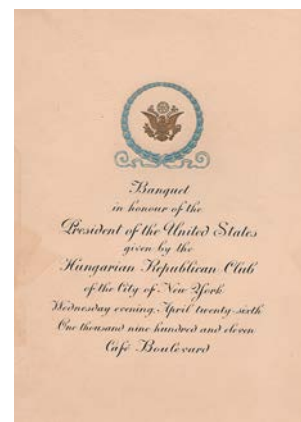 Banquet
in honour of the
President of the United States
given by the
Hungarian Republican Club
of the City of New York
Wednesday evening, April twenty-sixth
One thousand nine hundred and eleven
Café Boulevard